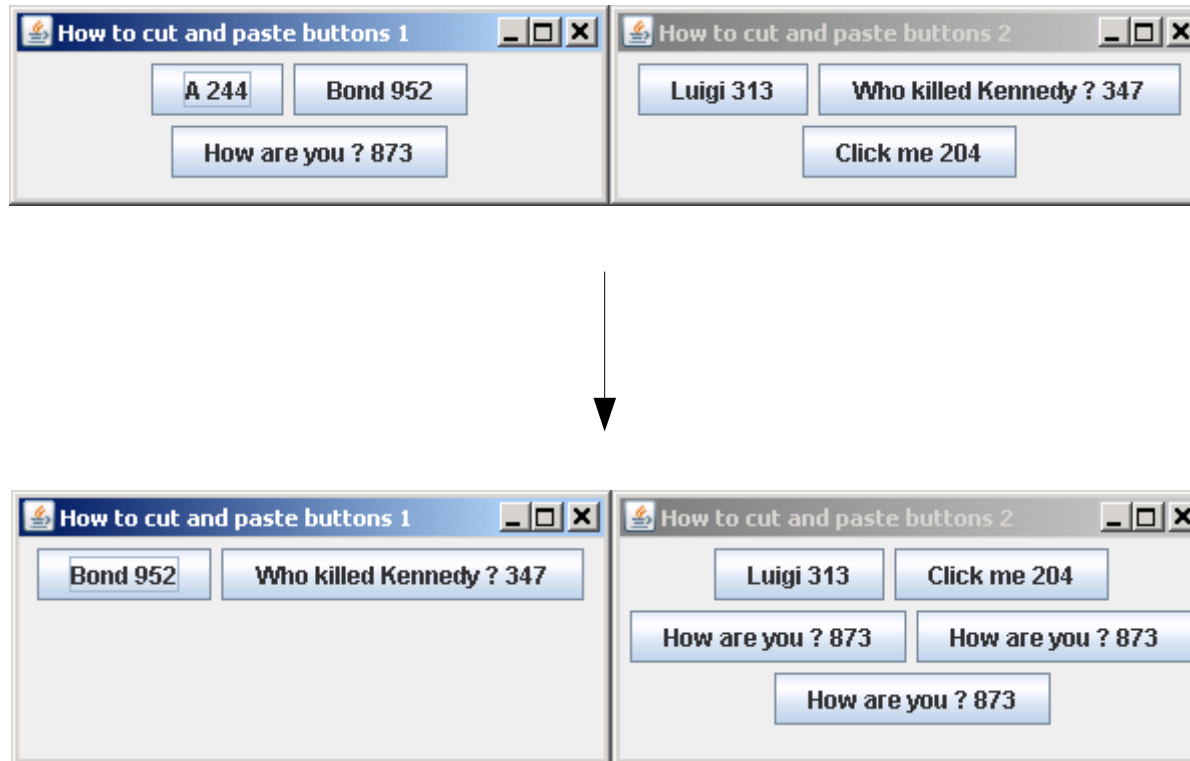 How to cut and paste buttons 1
A 244 Bond 952
How are you ? 873
How to cut and paste buttons 2
Luigi 313 Who killed Kennedy ? 347
Click me 204
How to cut and paste buttons 1
Bond 952 Who killed Kennedy ? 347
How to cut and paste buttons 2
Luigi 313 Click me 204
How are you ? 873 How are you ? 873
How are you ? 873